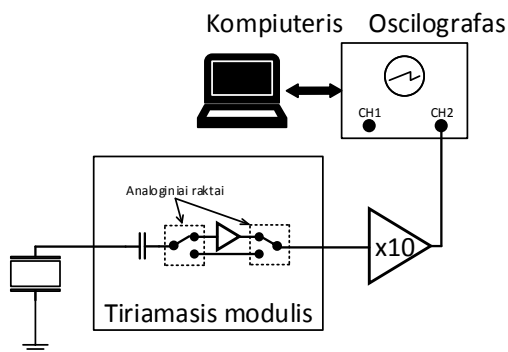 Kompiuteris Oscilografas
CH1 CH2
Analoginiai raktai
x10
Tiriamasis modulis